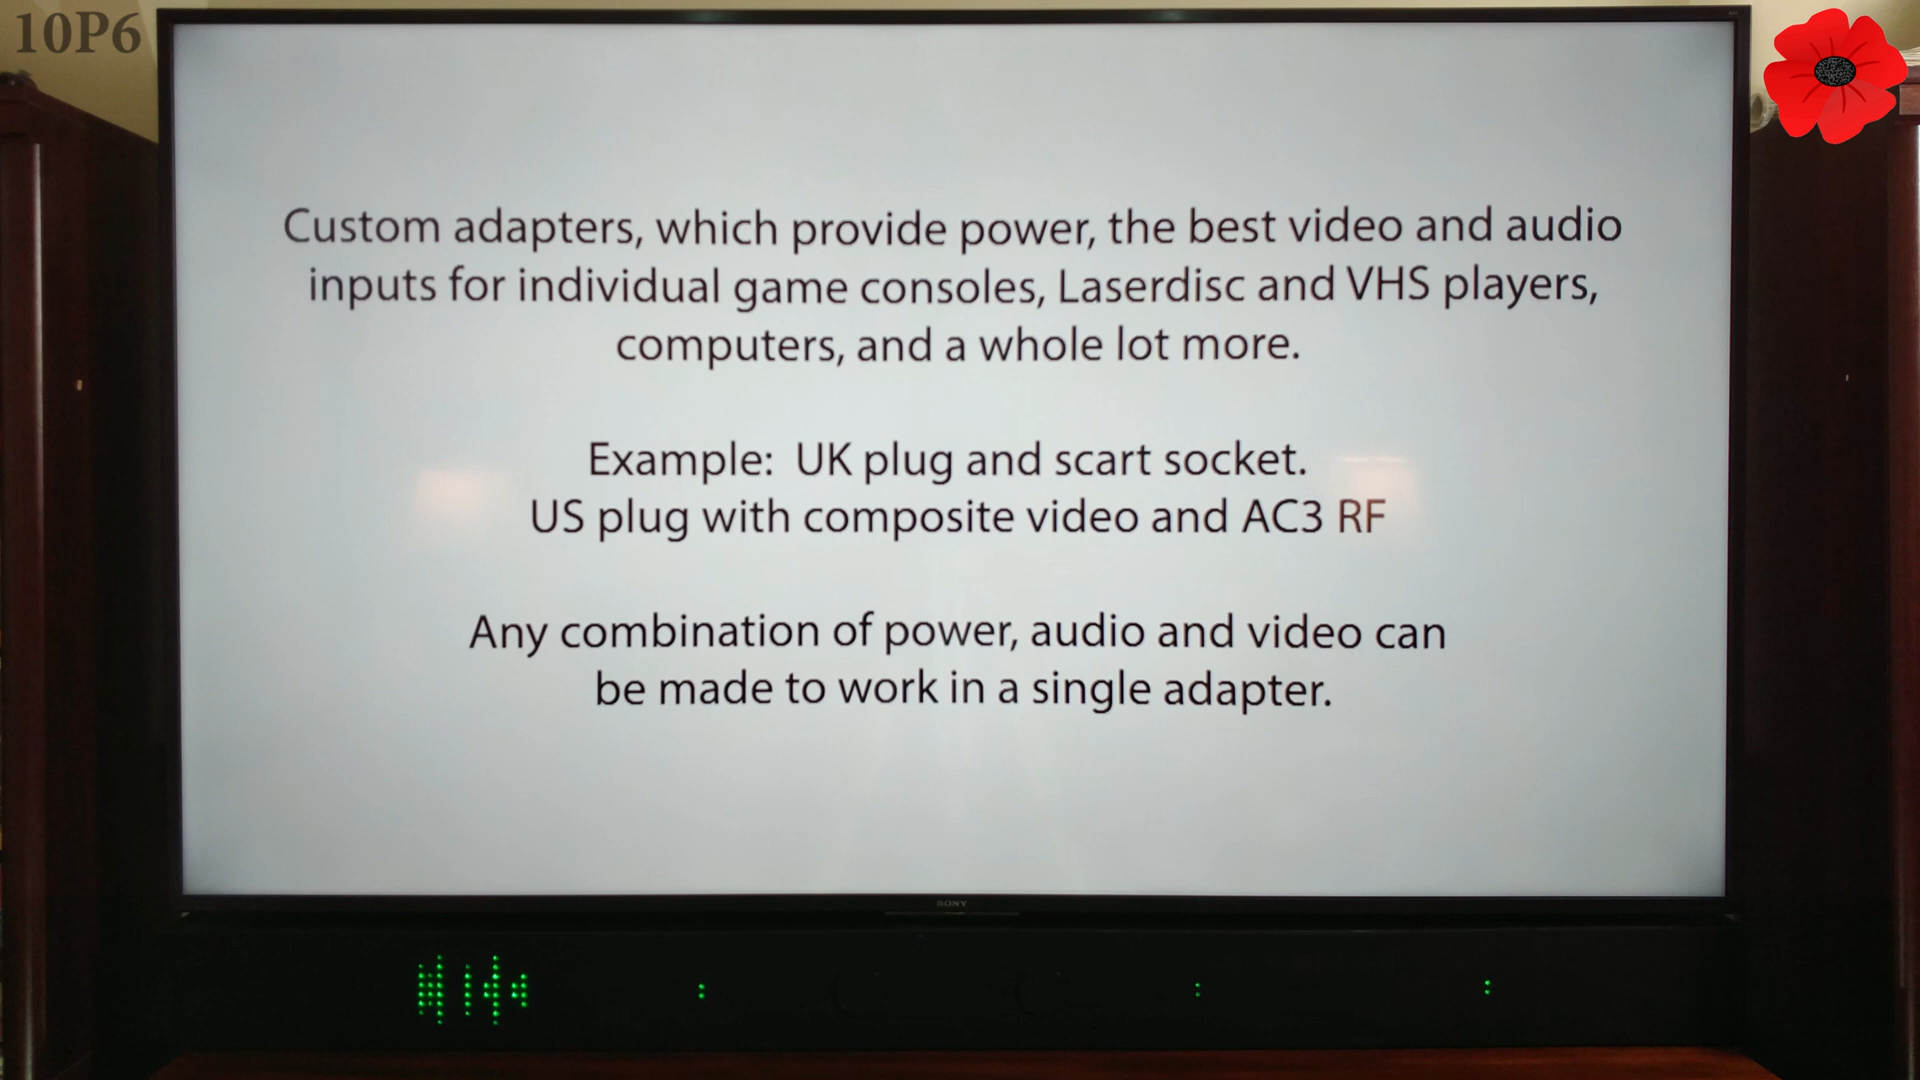 10P6
Custom adapters, which provide power, the best video and audio
inputs for individual game consoles, Laserdisc and VHS players,
computers, and a whole lot more.
Example:  UK plug and scart socket.
US plug with composite video and AC3 RF
Any combination of power, audio and video can
be made to work in a single adapter.
SONY